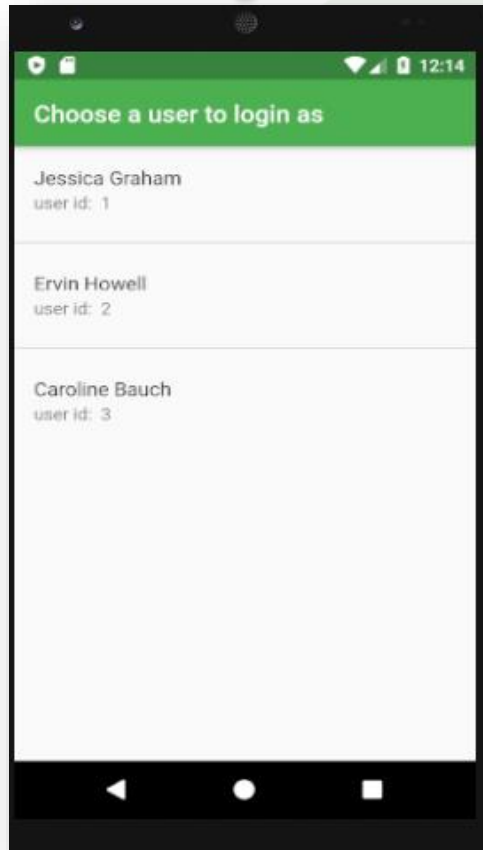 12:14
Choose a user to login as
Jessica Graham
user id: 1
Ervin Howell
user id: 2
Caroline Bauch
user id: 3